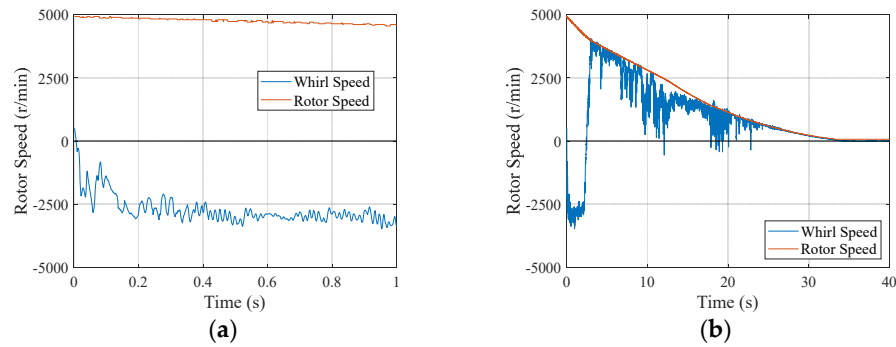 5000
2500
0
-2500
-5000
Rotor Speed (r/min)
Whirl Speed
Rotor Speed
0
0.2
0.4
0.6
0.8
1
Time (s)
(a)
5000
2500
0
-2500
-5000
Rotor Speed (r/min)
Whirl Speed
Rotor Speed
0
10
20
30
40
Time (s)
(b)